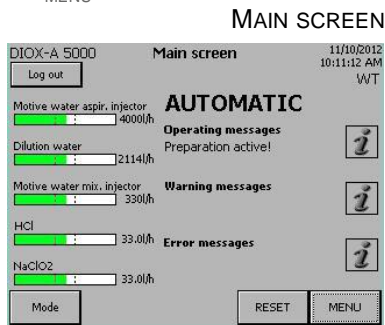 MENU
MAIN SCREEN
DIOX-A 5000 Main screen 11/10/2012
10:11:12 AM
Log out WT
AUTOMATIC
Motive water aspir. injector
4000l/h
Operating messages
Preparation active!
Dilution water
2114l/h
Motive water mix. injector
330l/h
Warning messages
HCl
33.0l/h
Error messages
NaClO2
33.0l/h
i
i
i
Mode RESET MENU